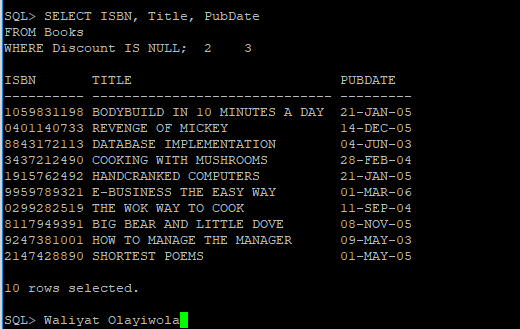 SQL> SELECT ISBN, Title, PubDate
FROM Books
WHERE Discount IS NULL;  2    3

ISBN       TITLE                          PUBDATE
---------- ------------------------------ ---------
1059831198 BODYBUILD IN 10 MINUTES A DAY  21-JAN-05
0401140733 REVENGE OF MICKEY              14-DEC-05
8843172113 DATABASE IMPLEMENTATION        04-JUN-03
3437212490 COOKING WITH MUSHROOMS         28-FEB-04
1915762492 HANDCRANKED COMPUTERS          21-JAN-05
9959789321 E-BUSINESS THE EASY WAY        01-MAR-06
0299282519 THE WOK WAY TO COOK            11-SEP-04
8117949391 BIG BEAR AND LITTLE DOVE       08-NOV-05
9247381001 HOW TO MANAGE THE MANAGER      09-MAY-03
2147428890 SHORTEST POEMS                 01-MAY-05

10 rows selected.

SQL> Waliyat Olayiwola